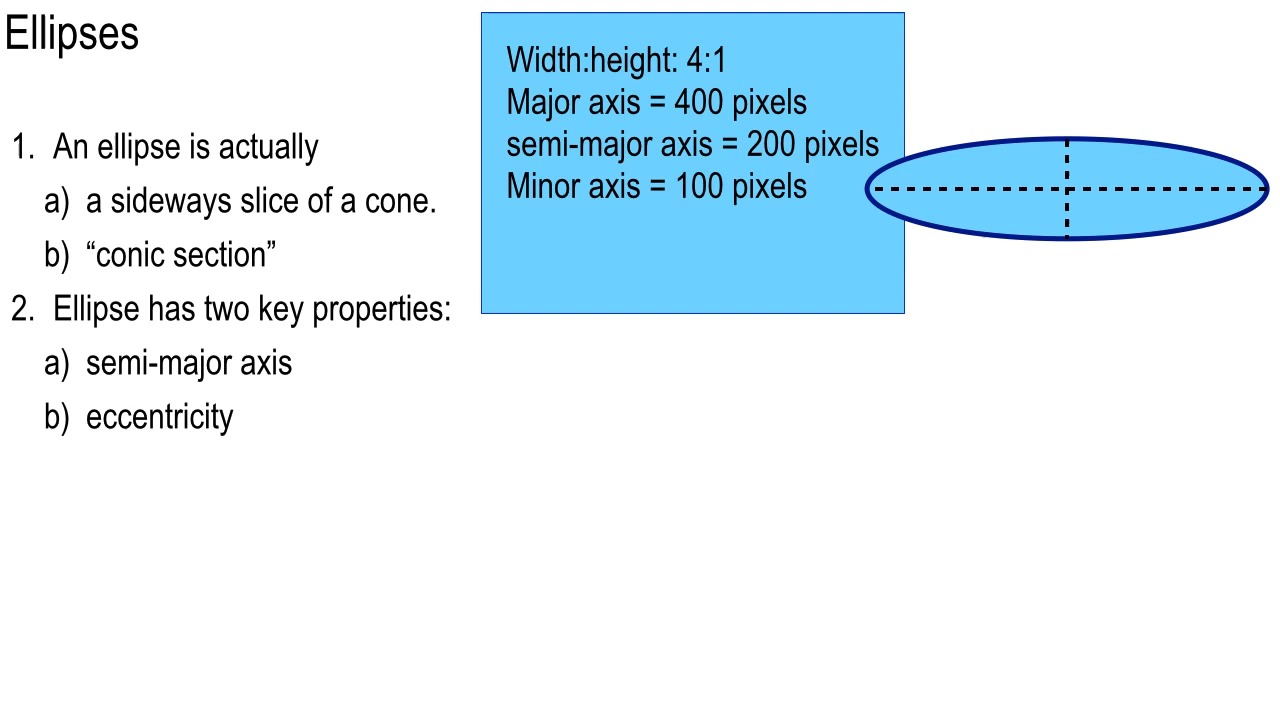 Ellipses
1. An ellipse is actually
a) a sideways slice of a cone.
b) “conic section”
2. Ellipse has two key properties:
a) semi-major axis
b) eccentricity
Width:height: 4:1
Major axis = 400 pixels
semi-major axis = 200 pixels
Minor axis = 100 pixels